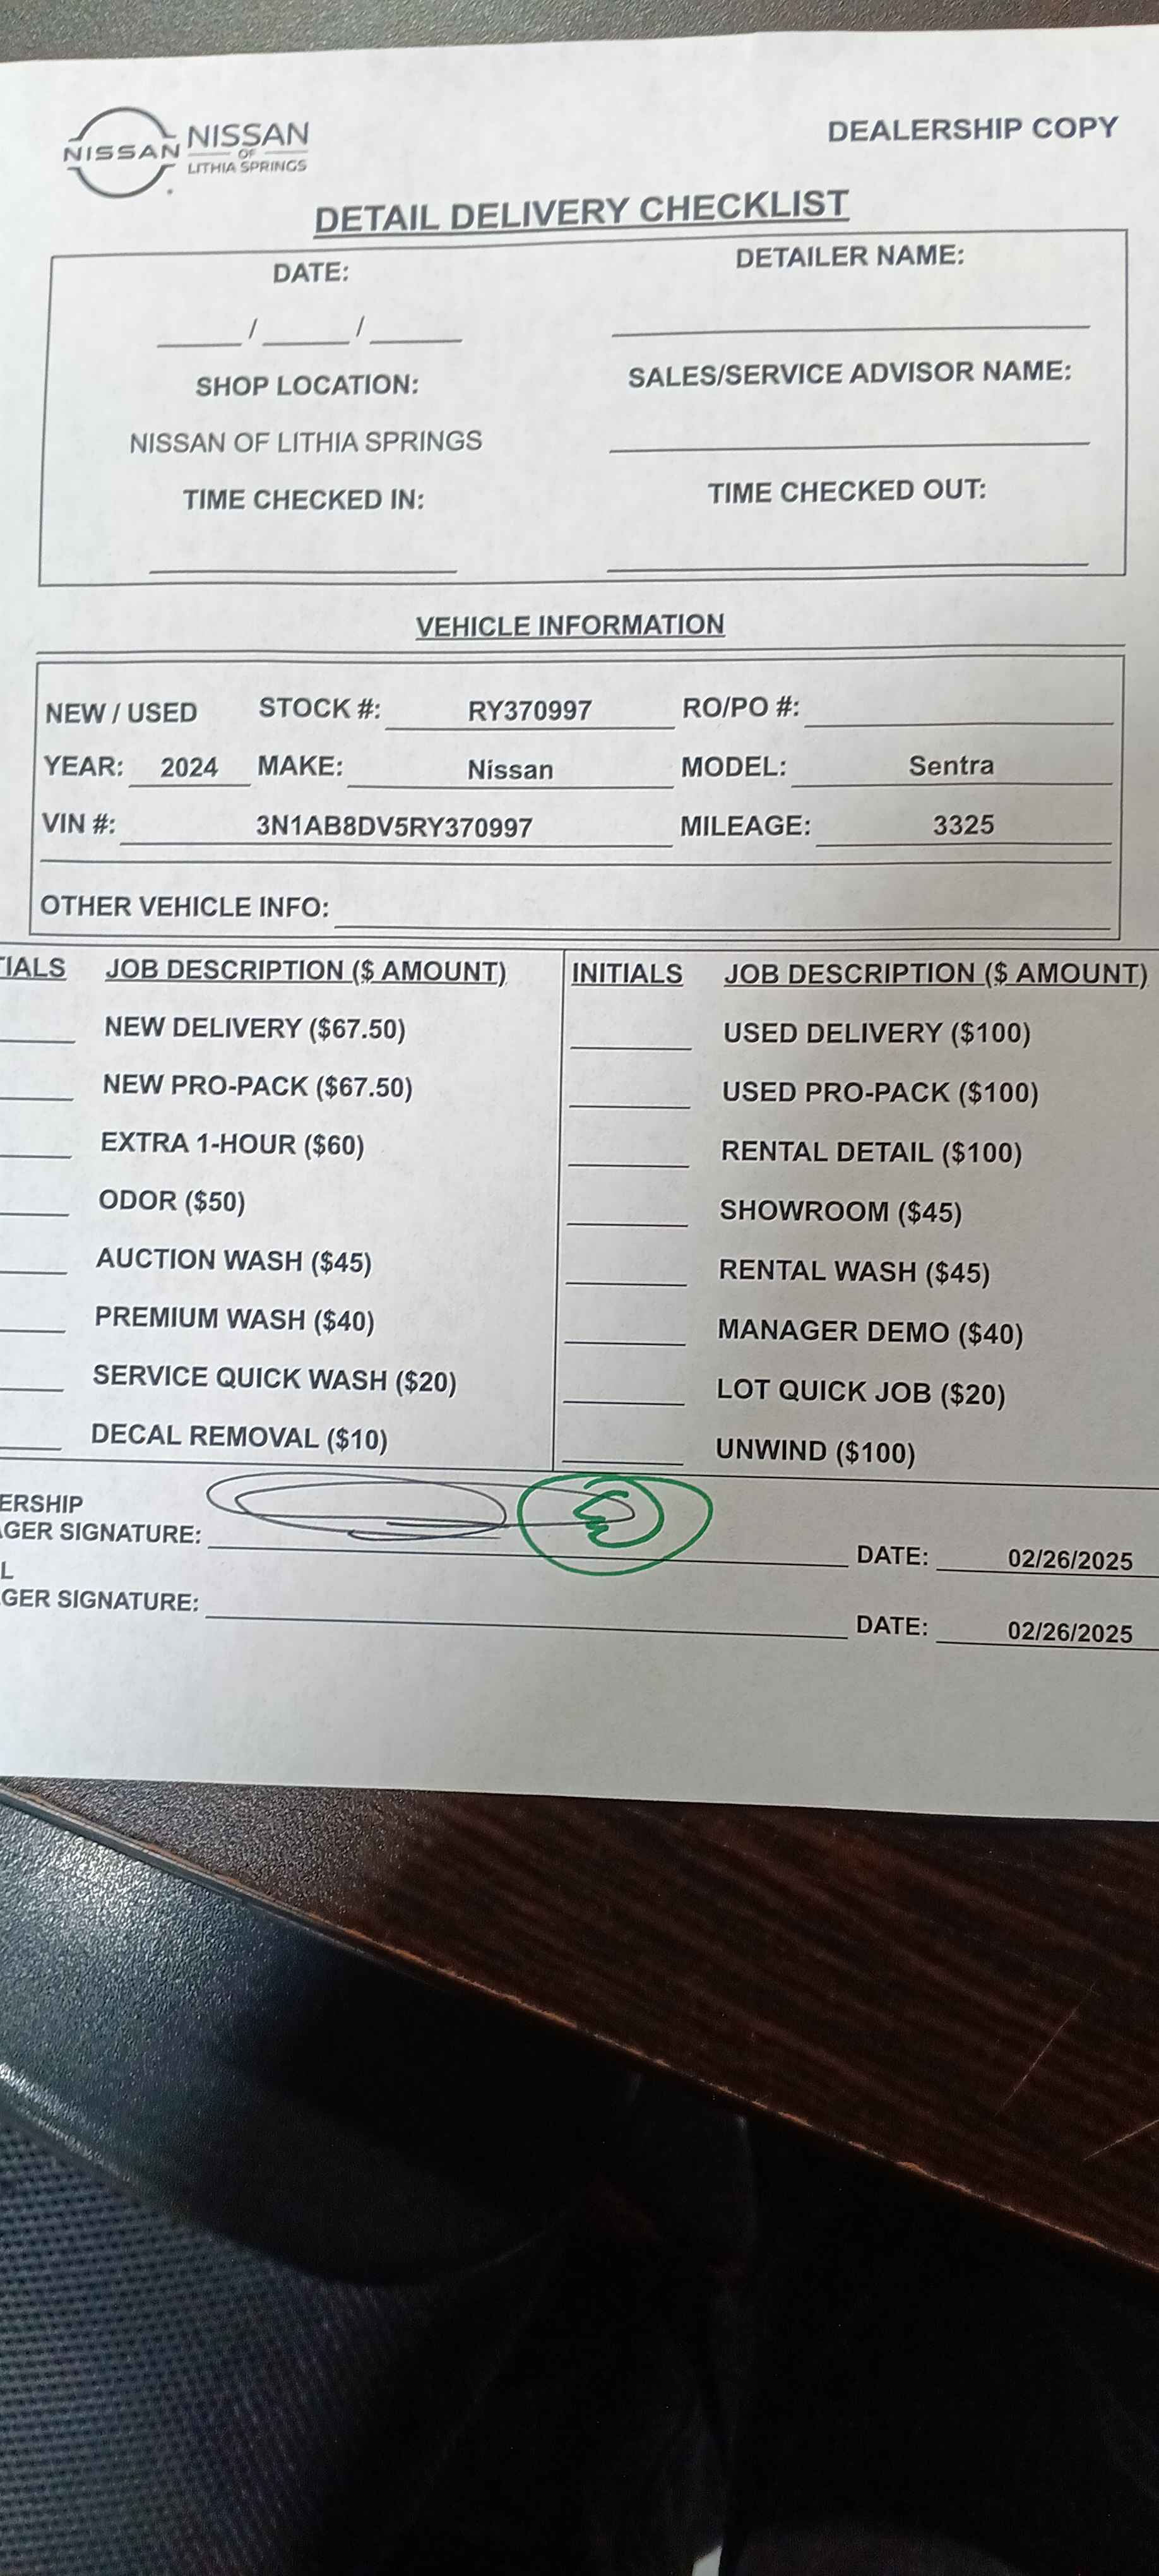 NISSAN
NISSAN
OF
LITHIA SPRINGS
DEALERSHIP COPY
DETAIL DELIVERY CHECKLIST
DATE:
DETAILER NAME:
/ /
SHOP LOCATION:
SALES/SERVICE ADVISOR NAME:
NISSAN OF LITHIA SPRINGS
TIME CHECKED IN:
TIME CHECKED OUT:
VEHICLE INFORMATION
NEW / USED STOCK #: RY370997 RO/PO #:
YEAR: 2024 MAKE: Nissan MODEL: Sentra
VIN #: 3N1AB8DV5RY370997 MILEAGE: 3325
OTHER VEHICLE INFO:
TIALS JOB DESCRIPTION ($ AMOUNT) INITIALS JOB DESCRIPTION ($ AMOUNT)
NEW DELIVERY ($67.50) USED DELIVERY ($100)
NEW PRO-PACK ($67.50) USED PRO-PACK ($100)
EXTRA 1-HOUR ($60) RENTAL DETAIL ($100)
ODOR ($50) SHOWROOM ($45)
AUCTION WASH ($45) RENTAL WASH ($45)
PREMIUM WASH ($40) MANAGER DEMO ($40)
SERVICE QUICK WASH ($20) LOT QUICK JOB ($20)
DECAL REMOVAL ($10) UNWIND ($100)
ERSHIP
AGER SIGNATURE: DATE: 02/26/2025
L
GER SIGNATURE: DATE: 02/26/2025